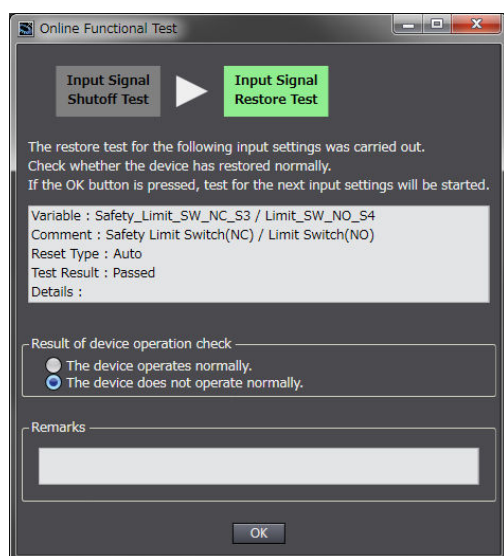 Online Functional Test
Input Signal
Shutoff Test
Input Signal
Restore Test
The restore test for the following input settings was carried out.
Check whether the device has restored normally.
If the OK button is pressed, test for the next input settings will be started.
Variable : Safety_Limit_SW_NC_S3 / Limit_SW_NO_S4
Comment : Safety Limit Switch(NC) / Limit Switch(NO)
Reset Type : Auto
Test Result : Passed
Details :
Result of device operation check
The device operates normally.
The device does not operate normally.
Remarks
OK